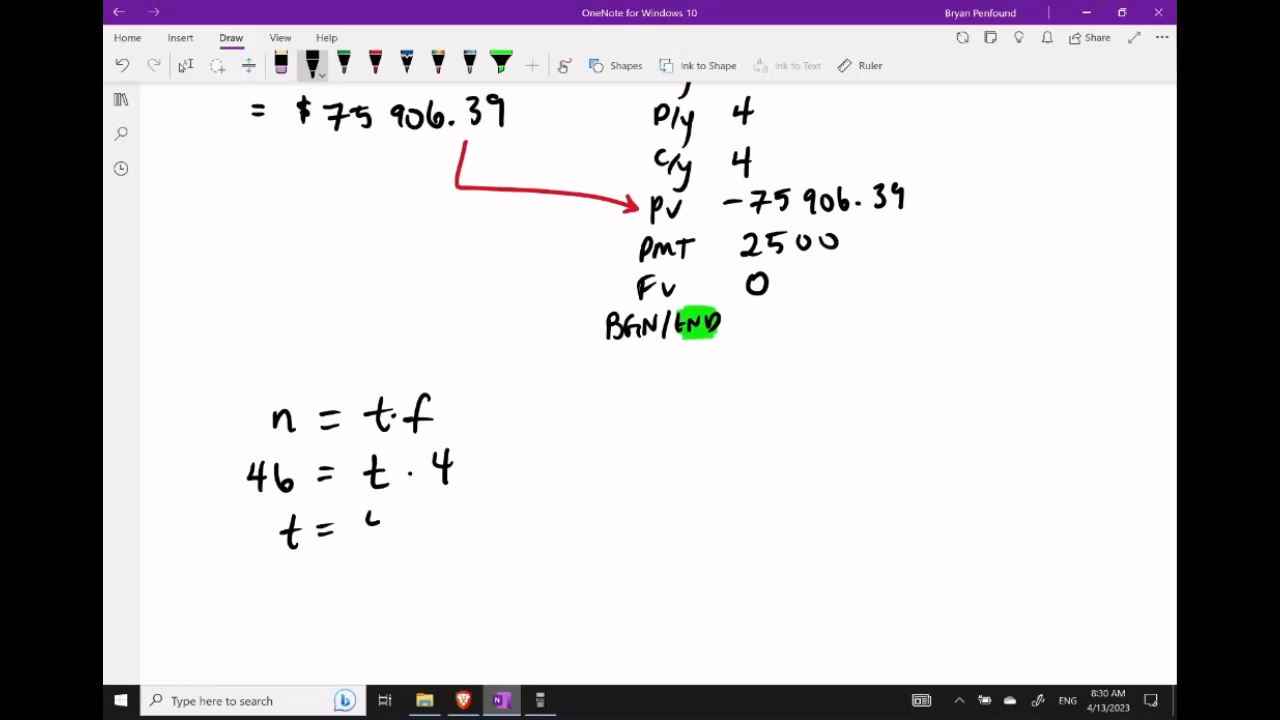 OneNote for Windows 10
Bryan Penfound
Home Insert Draw View Help
Share
Shapes
Ink to Shape
Ink to Text
Ruler
= $75 906.39
P/y 4
C/y 4
PV -75 906.39
PMT 2500
FV 0
BGN/END
n = t·f
46 = t · 4
t =
Type here to search
ENG
8:30 AM
4/13/2023